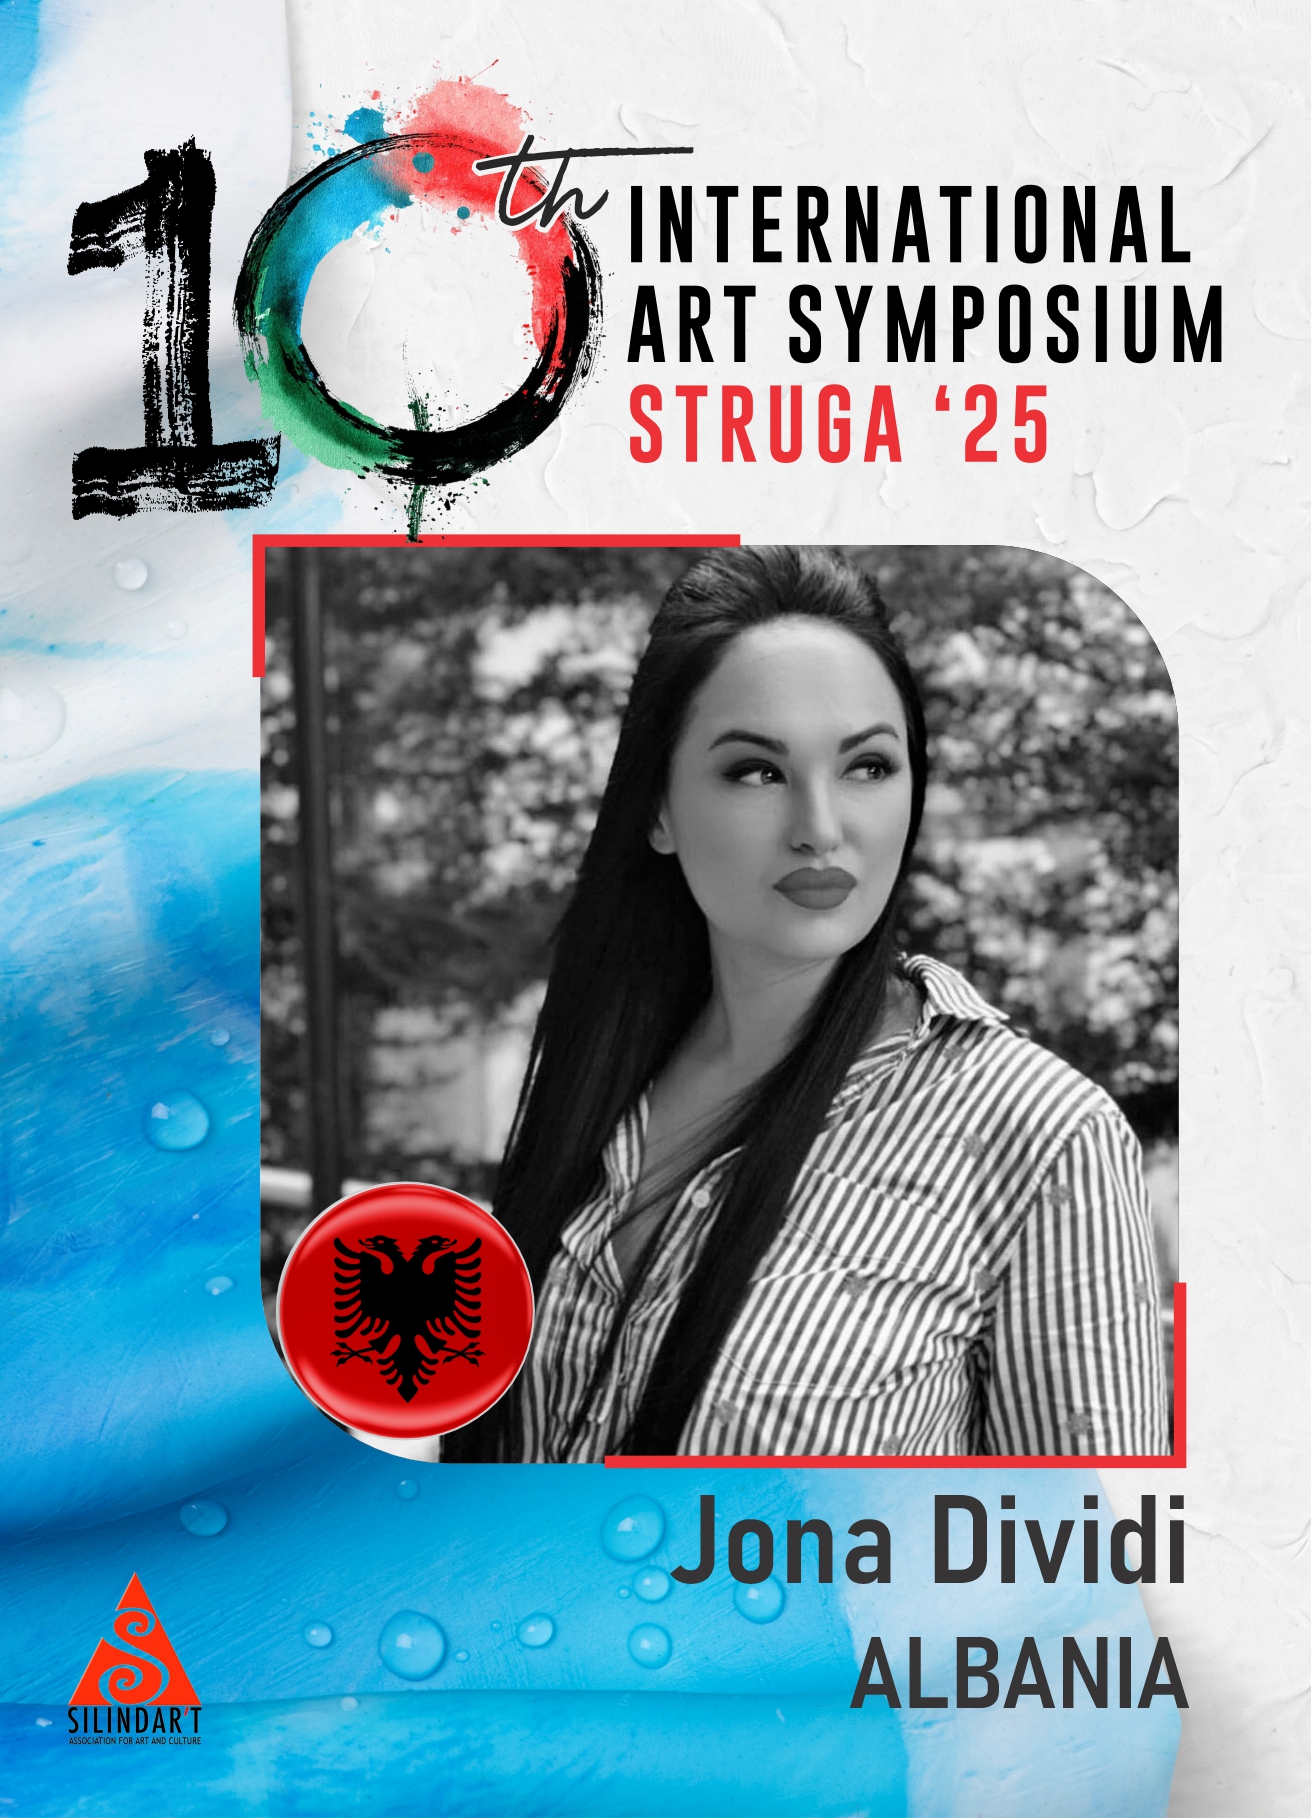 10th
INTERNATIONAL
ART SYMPOSIUM
STRUGA ‘25
Jona Dividi
ALBANIA
SILINDAR'T
ASSOCIATION FOR ART AND CULTURE